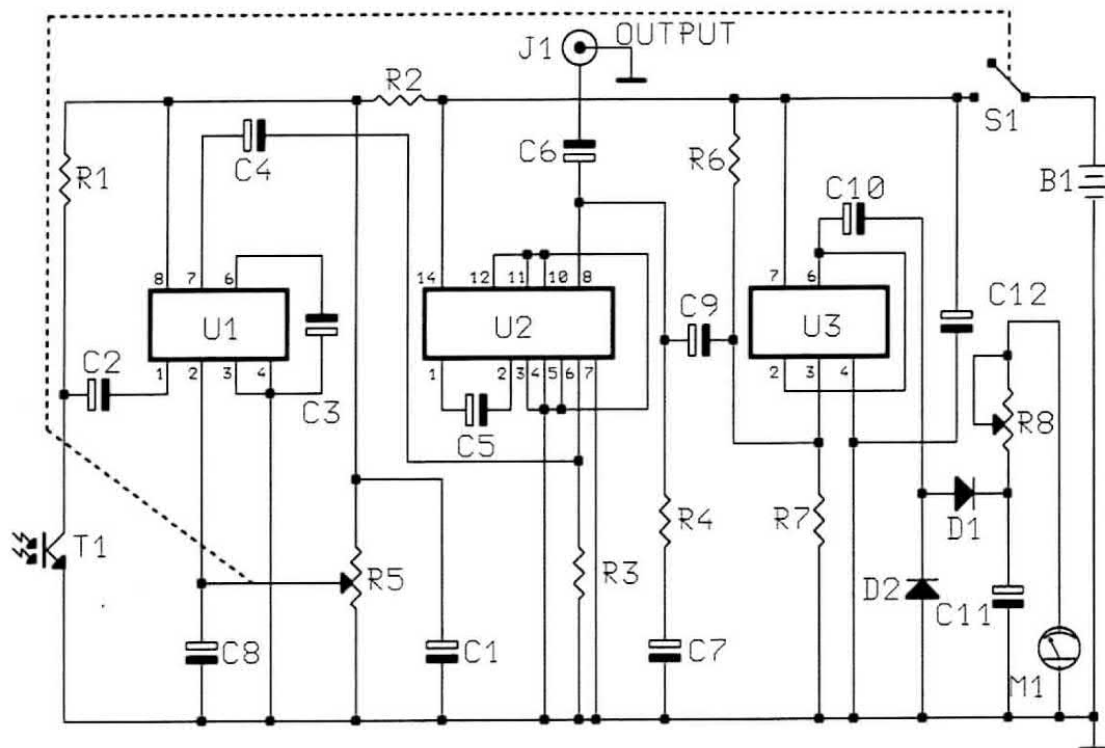 J1 OUTPUT
R2
S1
R1
C4
C6
R6
B1
C10
8 7 6
14 12 11 10 8
7 6
U1
U2
U3
C9
C12
C2
1 2 3 4
C3
1 2 3 4 5 6 7
C5
2 3 4
R8
T1
R5
R3
R4
R7
D1
D2
C11
C8
C1
C7
M1